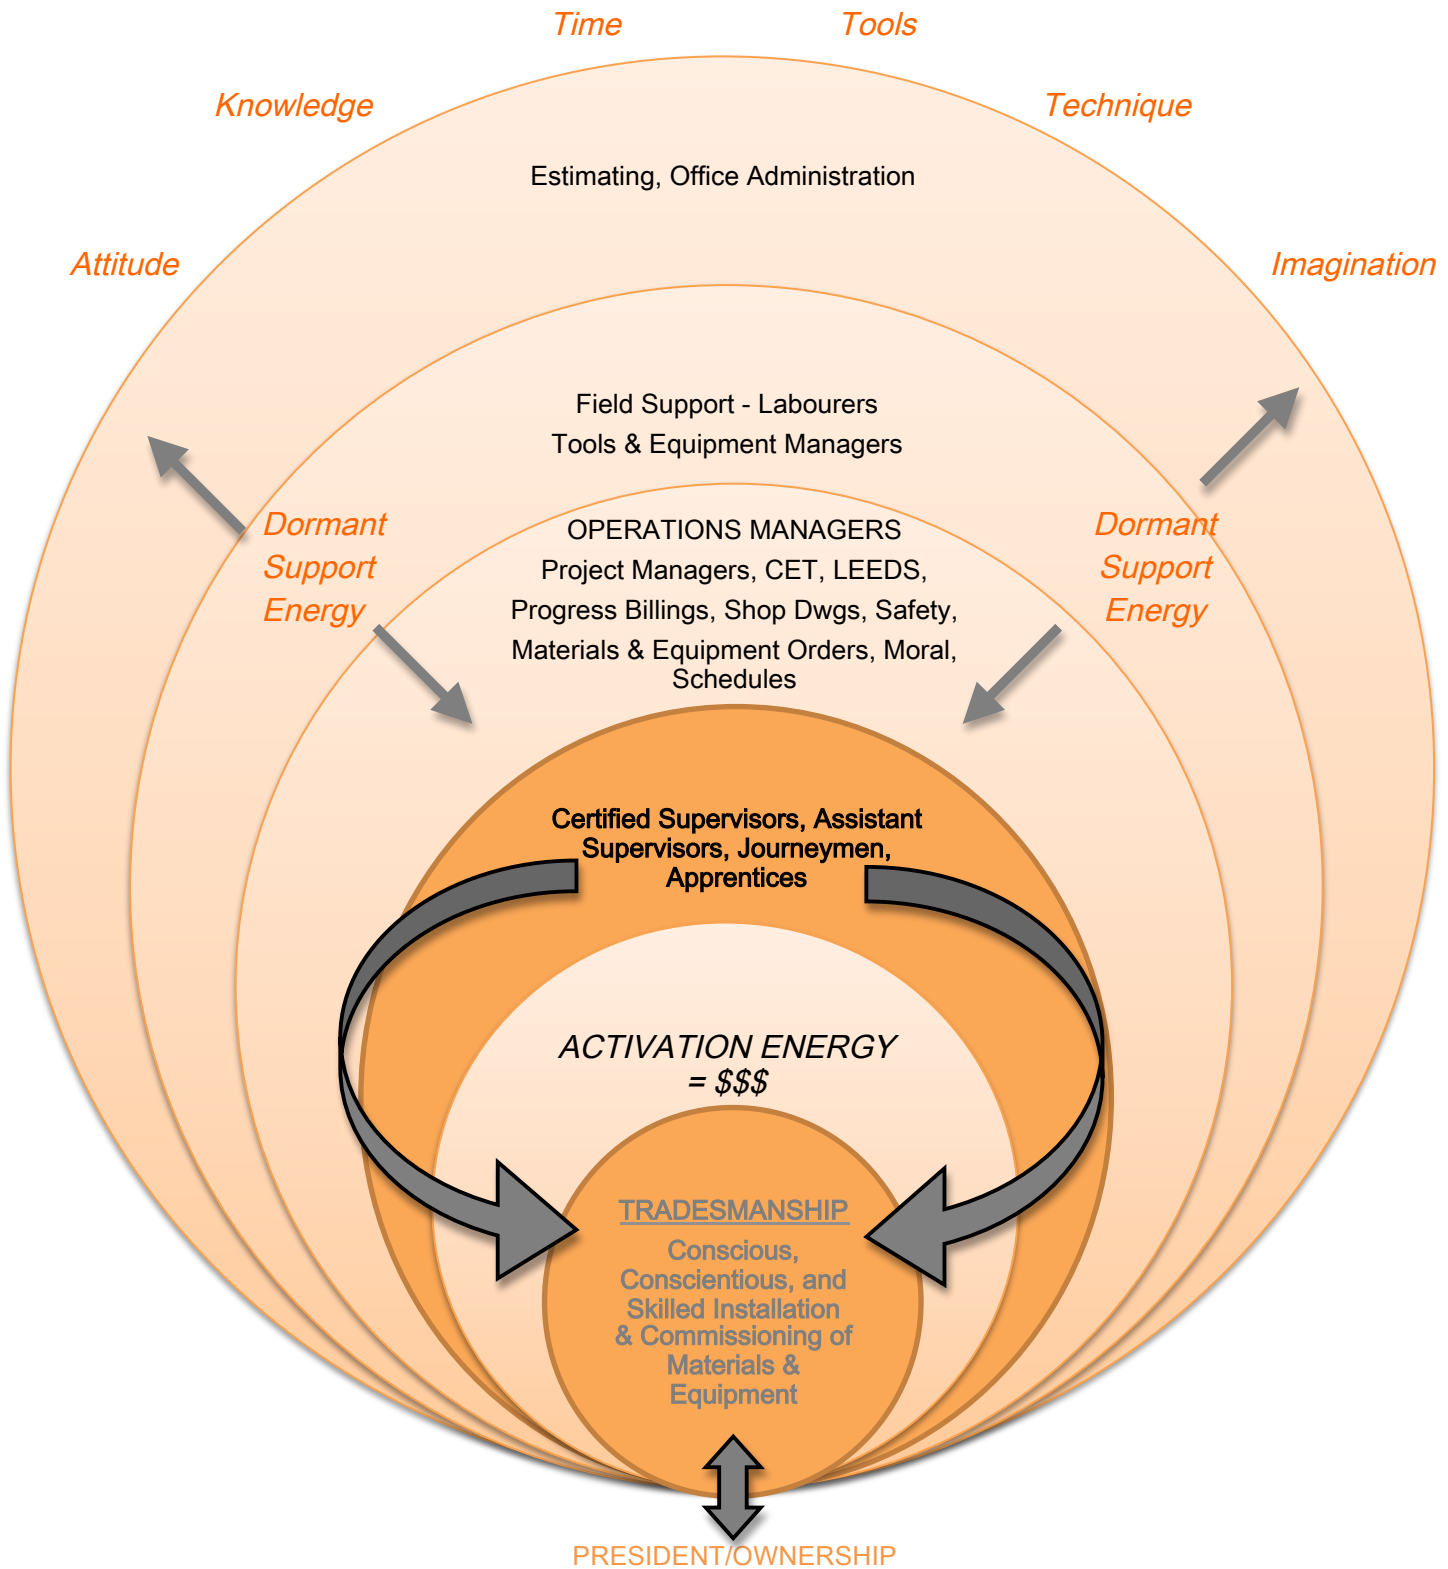 Time
Tools
Knowledge
Technique
Estimating, Office Administration
Attitude
Imagination
Field Support - Labourers
Tools & Equipment Managers
Dormant
Support
Energy
OPERATIONS MANAGERS
Project Managers, CET, LEEDS,
Progress Billings, Shop Dwgs, Safety,
Materials & Equipment Orders, Moral,
Schedules
Dormant
Support
Energy
Certified Supervisors, Assistant
Supervisors, Journeymen,
Apprentices
ACTIVATION ENERGY
= $$$
TRADESMANSHIP
Conscious,
Conscientious, and
Skilled Installation
& Commissioning of
Materials &
Equipment
PRESIDENT/OWNERSHIP